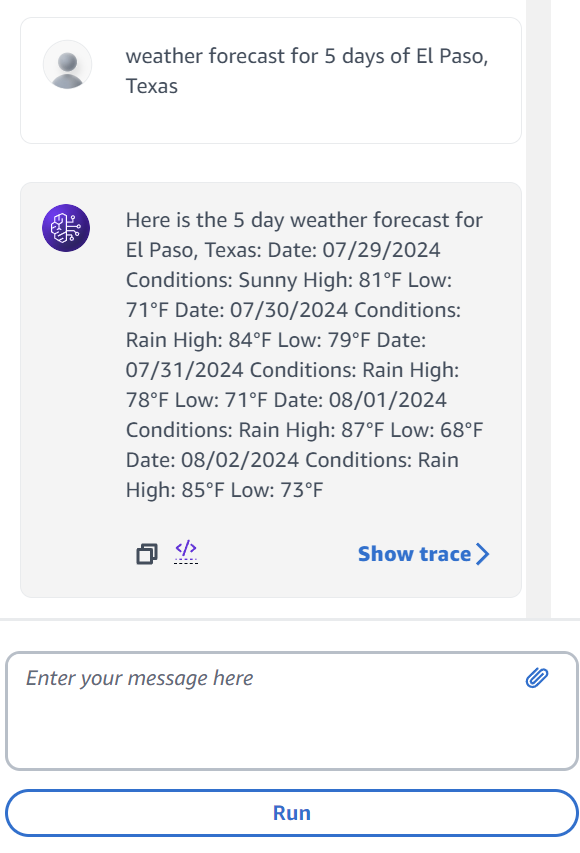 weather forecast for 5 days of El Paso,
Texas
Here is the 5 day weather forecast for
El Paso, Texas: Date: 07/29/2024
Conditions: Sunny High: 81°F Low:
71°F Date: 07/30/2024 Conditions:
Rain High: 84°F Low: 79°F Date:
07/31/2024 Conditions: Rain High:
78°F Low: 71°F Date: 08/01/2024
Conditions: Rain High: 87°F Low: 68°F
Date: 08/02/2024 Conditions: Rain
High: 85°F Low: 73°F
</> Show trace
Enter your message here
Run